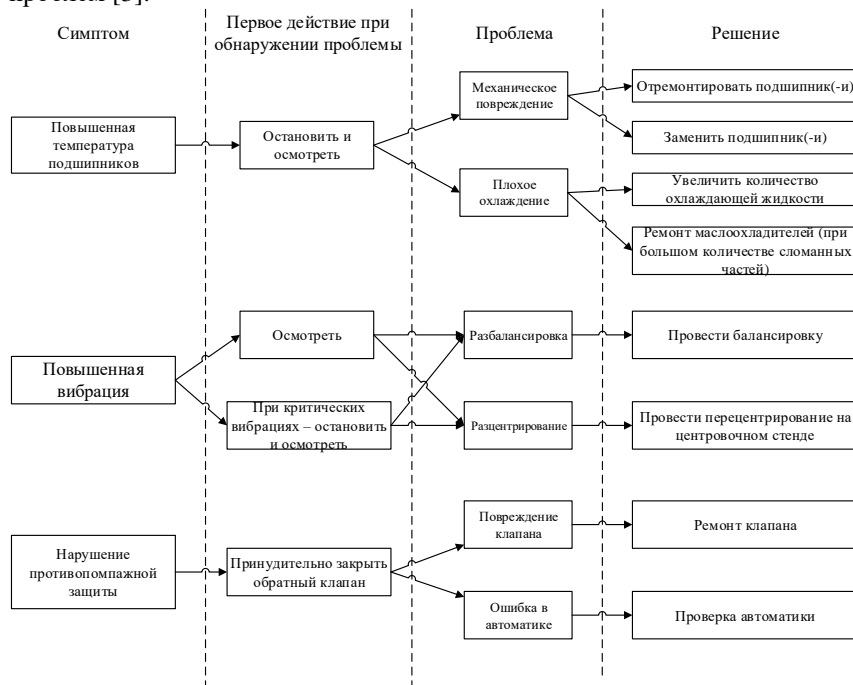 Симптом
Первое действие при
обнаружении проблемы
Проблема
Решение
Повышенная
температура
подшипников
Остановить и
осмотреть
Механическое
повреждение
Отремонтировать подшипник(-и)
Заменить подшипник(-и)
Плохое
охлаждение
Увеличить количество
охлаждающей жидкости
Ремонт маслоохладителей (при
большом количестве сломанных
частей)
Повышенная
вибрация
Осмотреть
При критических
вибрациях – остановить
и осмотреть
Разбалансировка
Провести балансировку
Разцентрирование
Провести перецентрирование на
центровочном стенде
Нарушение
противопомпажной
защиты
Принудительно закрыть
обратный клапан
Повреждение
клапана
Ремонт клапана
Ошибка в
автоматике
Проверка автоматики